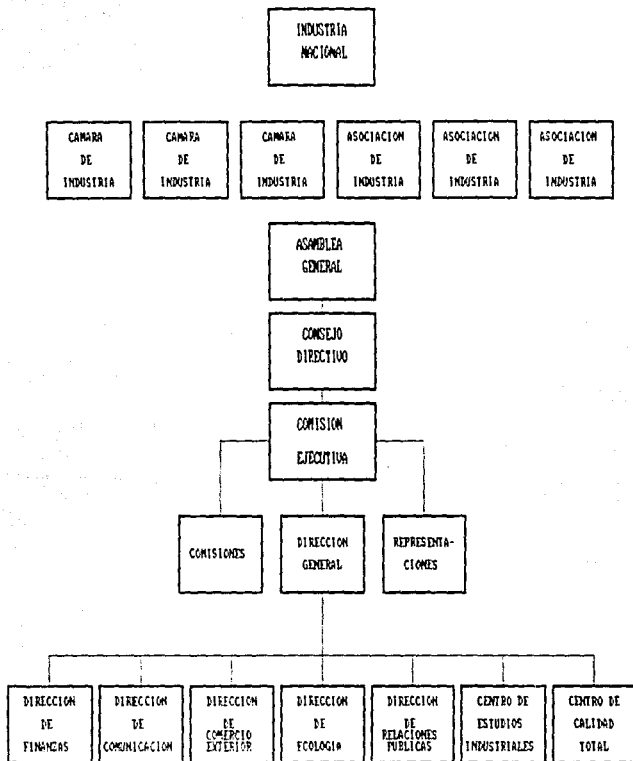 INDUSTRIA
NACIONAL
CAMARA
DE
INDUSTRIA
CAMARA
DE
INDUSTRIA
CAMARA
DE
INDUSTRIA
ASOCIACION
DE
INDUSTRIA
ASOCIACION
DE
INDUSTRIA
ASOCIACION
DE
INDUSTRIA
ASAMBLEA
GENERAL
CONSEJO
DIRECTIVO
COMISION
EJECUTIVA
COMISIONES
DIRECCION
GENERAL
REPRESENTA-
CIONES
DIRECCION
DE
FINANZAS
DIRECCION
DE
COMUNICACION
DIRECCION
DE
COMERCIO
EXTERIOR
DIRECCION
DE
ECOLOGIA
DIRECCION
DE
RELACIONES
PUBLICAS
CENTRO DE
ESTUDIOS
INDUSTRIALES
CENTRO DE
CALIDAD
TOTAL